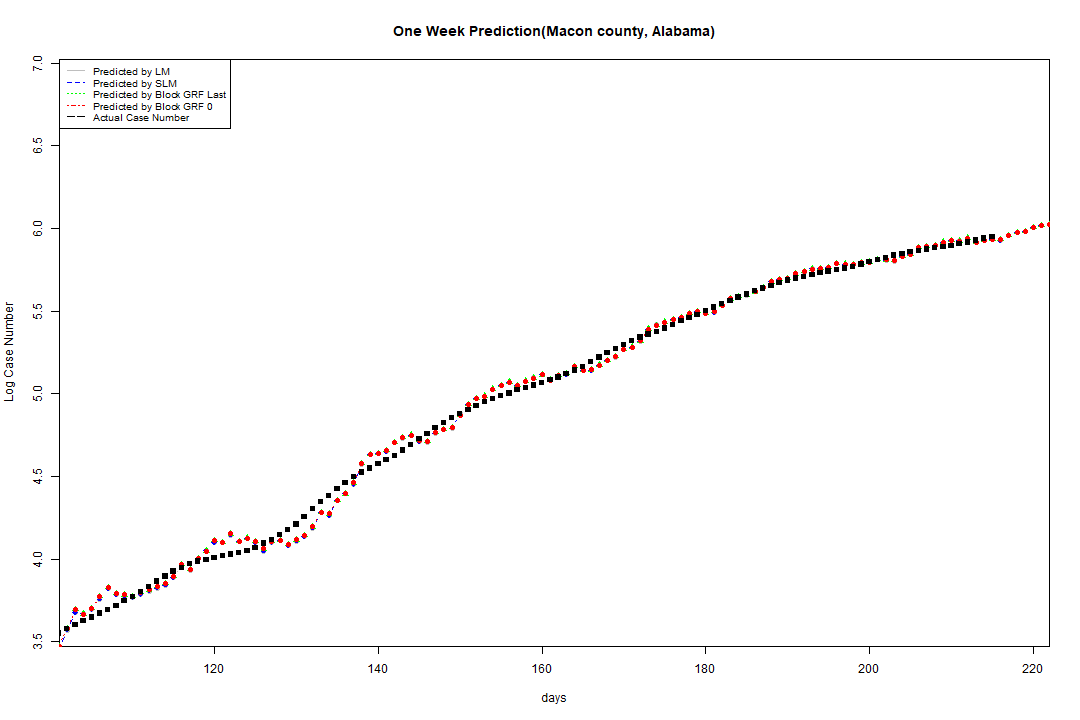 One Week Prediction(Macon county, Alabama)
Predicted by LM
Predicted by SLM
Predicted by Block GRF Last
Predicted by Block GRF 0
Actual Case Number
7.0
6.5
6.0
5.5
5.0
4.5
4.0
3.5
Log Case Number
120 140 160 180 200 220
days